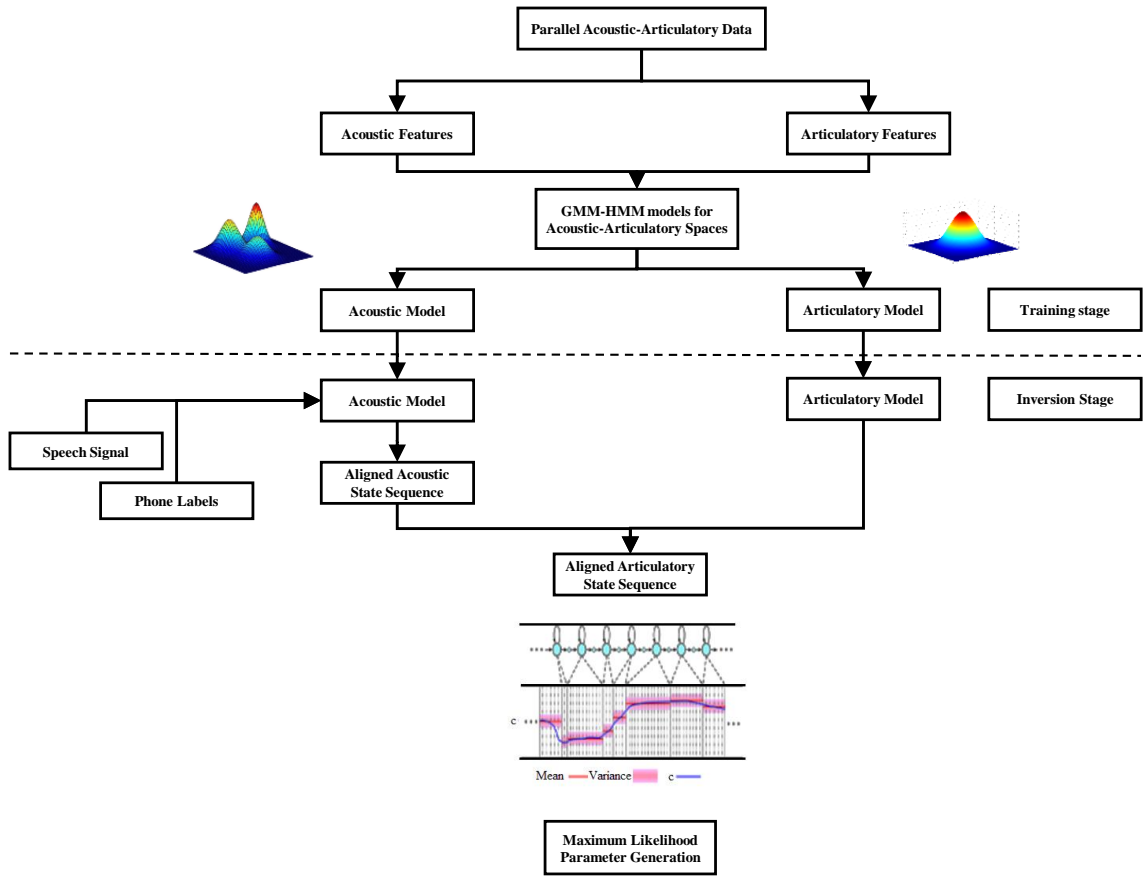 Parallel Acoustic-Articulatory Data
Acoustic Features
Articulatory Features
GMM-HMM models for
Acoustic-Articulatory Spaces
Acoustic Model
Articulatory Model
Training stage
Acoustic Model
Articulatory Model
Inversion Stage
Speech Signal
Phone Labels
Aligned Acoustic
State Sequence
Aligned Articulatory
State Sequence
c
Mean Variance c
Maximum Likelihood
Parameter Generation